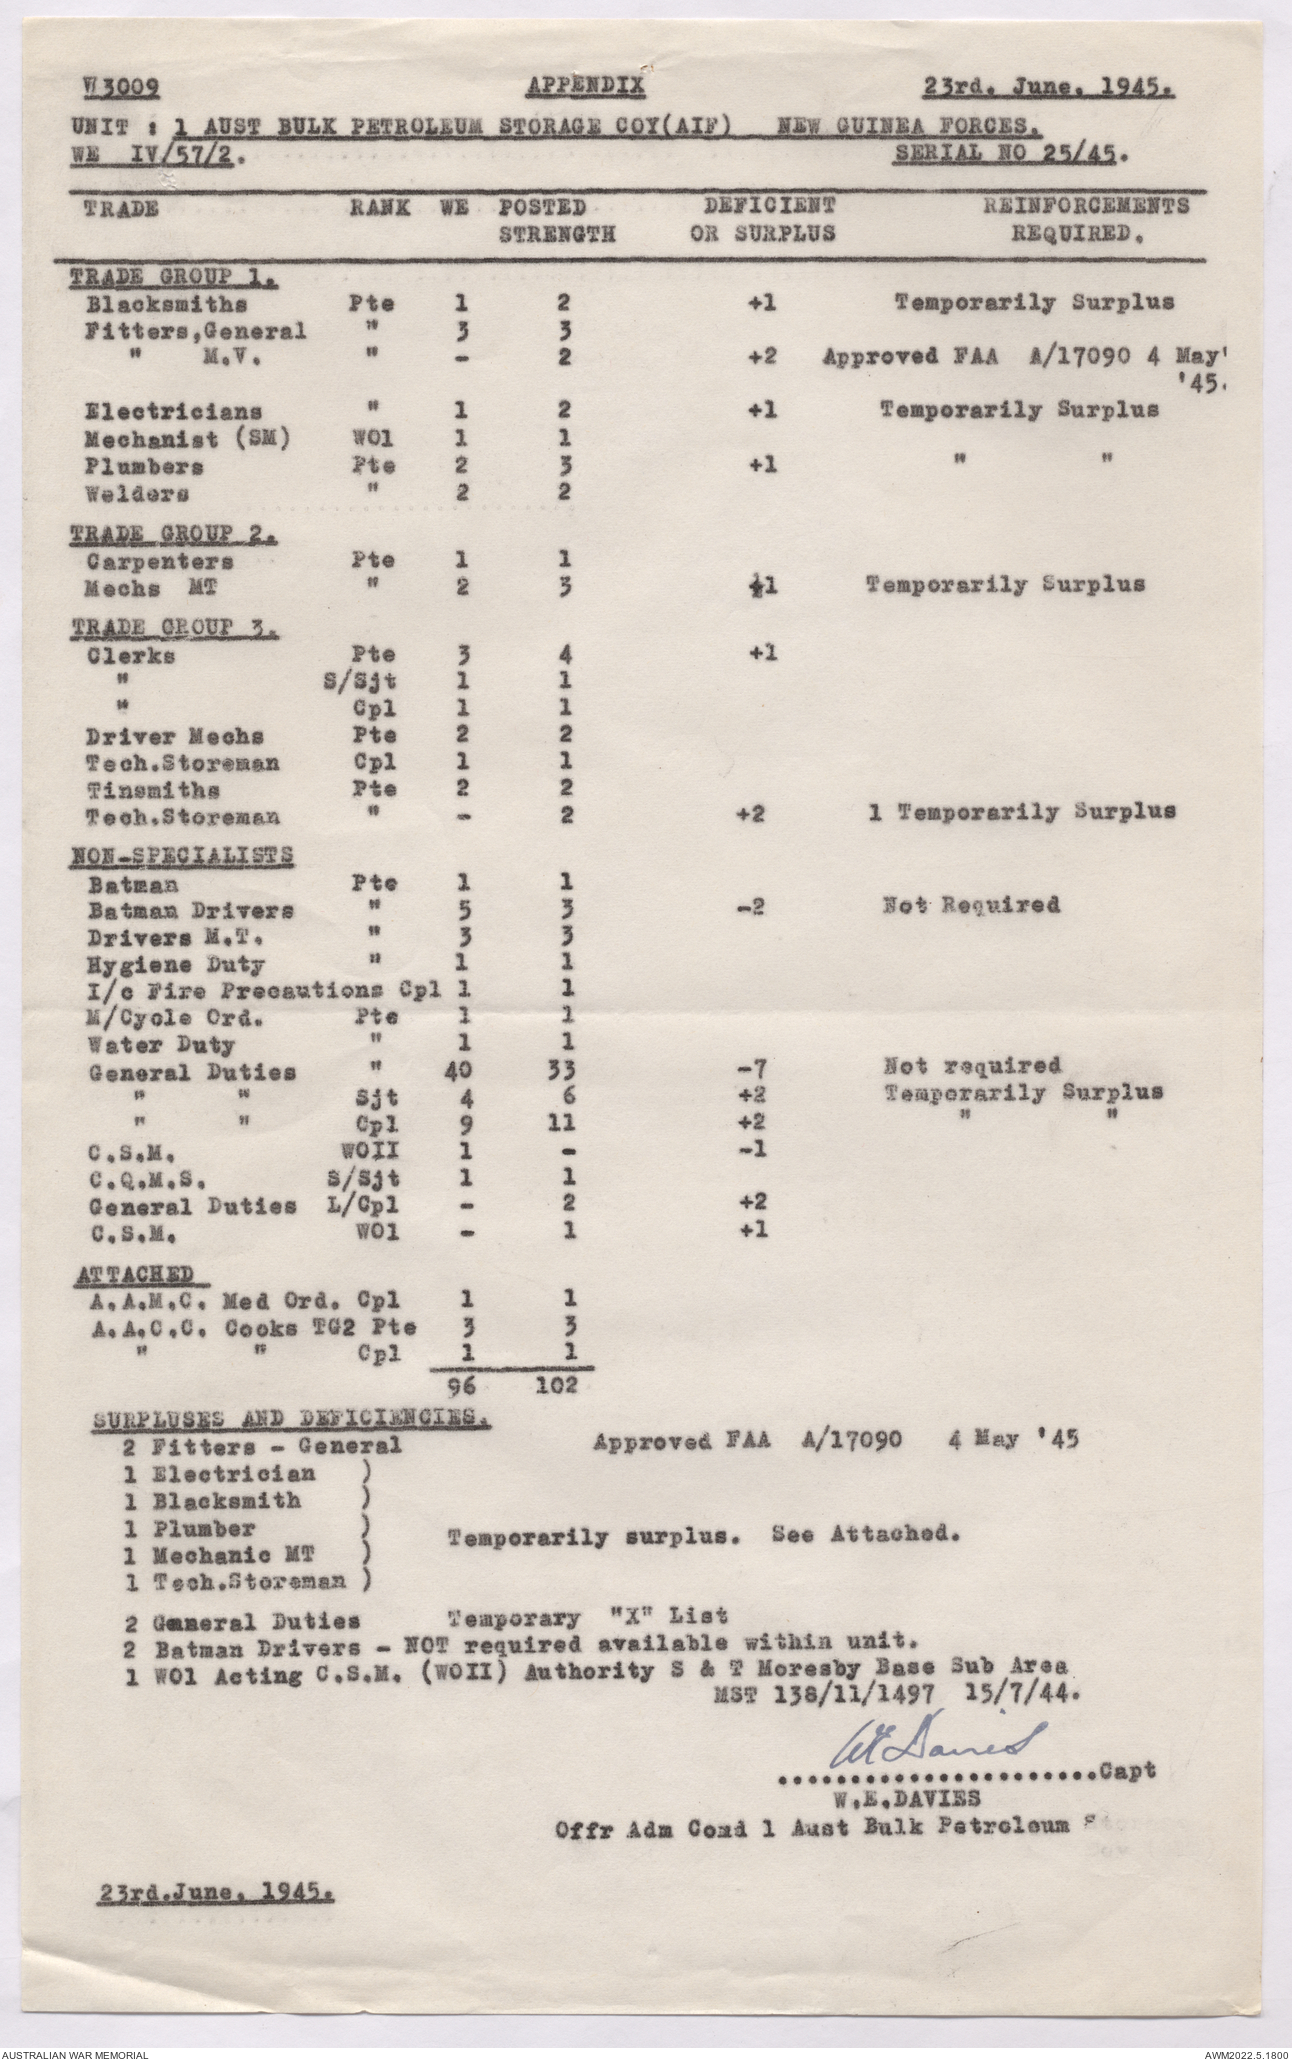 W3009 APPENDIX 23rd. June, 1945.
UNIT : 1 AUST BULK PETROLEUM STORAGE COY(AIF) NEW GUINEA FORCES.
WE IV/57/2. SERIAL NO 25/45.
TRADE RANK WE POSTED DEFICIENT REINFORCEMENTS
STRENGTH OR SURPLUS REQUIRED.
TRADE GROUP 1.
Blacksmiths Pte 1 2 +1 Temporarily Surplus
Fitters,General " 3 3
" M.V. " - 2 +2 Approved FAA A/17090 4 May'
'45.
Electricians " 1 2 +1 Temporarily Surplus
Mechanist (SM) WO1 1 1
Plumbers Pte 2 3 +1 " "
Welders " 2 2
TRADE GROUP 2.
Carpenters Pte 1 1
Mechs MT " 2 3 +1 Temporarily Surplus
TRADE GROUP 3.
Clerks Pte 3 4 +1
" S/Sjt 1 1
" Cpl 1 1
Driver Mechs Pte 2 2
Tech.Storeman Cpl 1 1
Tinsmiths Pte 2 2
Tech.Storeman " - 2 +2 1 Temporarily Surplus
NON-SPECIALISTS
Batman Pte 1 1
Batman Drivers " 5 3 -2 Not Required
Drivers M.T. " 3 3
Hygiene Duty " 1 1
I/c Fire Precautions Cpl 1 1
M/Cycle Ord. Pte 1 1
Water Duty " 1 1
General Duties " 40 33 -7 Not required
" " Sjt 4 6 +2 Temporarily Surplus
" " Cpl 9 11 +2 " "
C.S.M. WOII 1 - -1
C.Q.M.S. S/Sjt 1 1
General Duties L/Cpl - 2 +2
C.S.M. WO1 - 1 +1
ATTACHED
A.A.M.C. Med Ord. Cpl 1 1
A.A.C.C. Cooks TG2 Pte 3 3
" " Cpl 1 1
96 102
SURPLUSES AND DEFICIENCIES.
2 Fitters - General Approved FAA A/17090 4 May '45
1 Electrician )
1 Blacksmith )
1 Plumber ) Temporarily surplus. See Attached.
1 Mechanic MT )
1 Tech.Storeman )
2 General Duties Temporary "X" List
2 Batman Drivers - NOT required available within unit.
1 WO1 Acting C.S.M. (WOII) Authority S & T Moresby Base Sub Area
MST 138/11/1497 15/7/44.
WE Davies
.......................Capt
W.E.DAVIES
Offr Adm Comd 1 Aust Bulk Petroleum Stor
23rd.June, 1945.
AUSTRALIAN WAR MEMORIAL AWM2022.5.1800